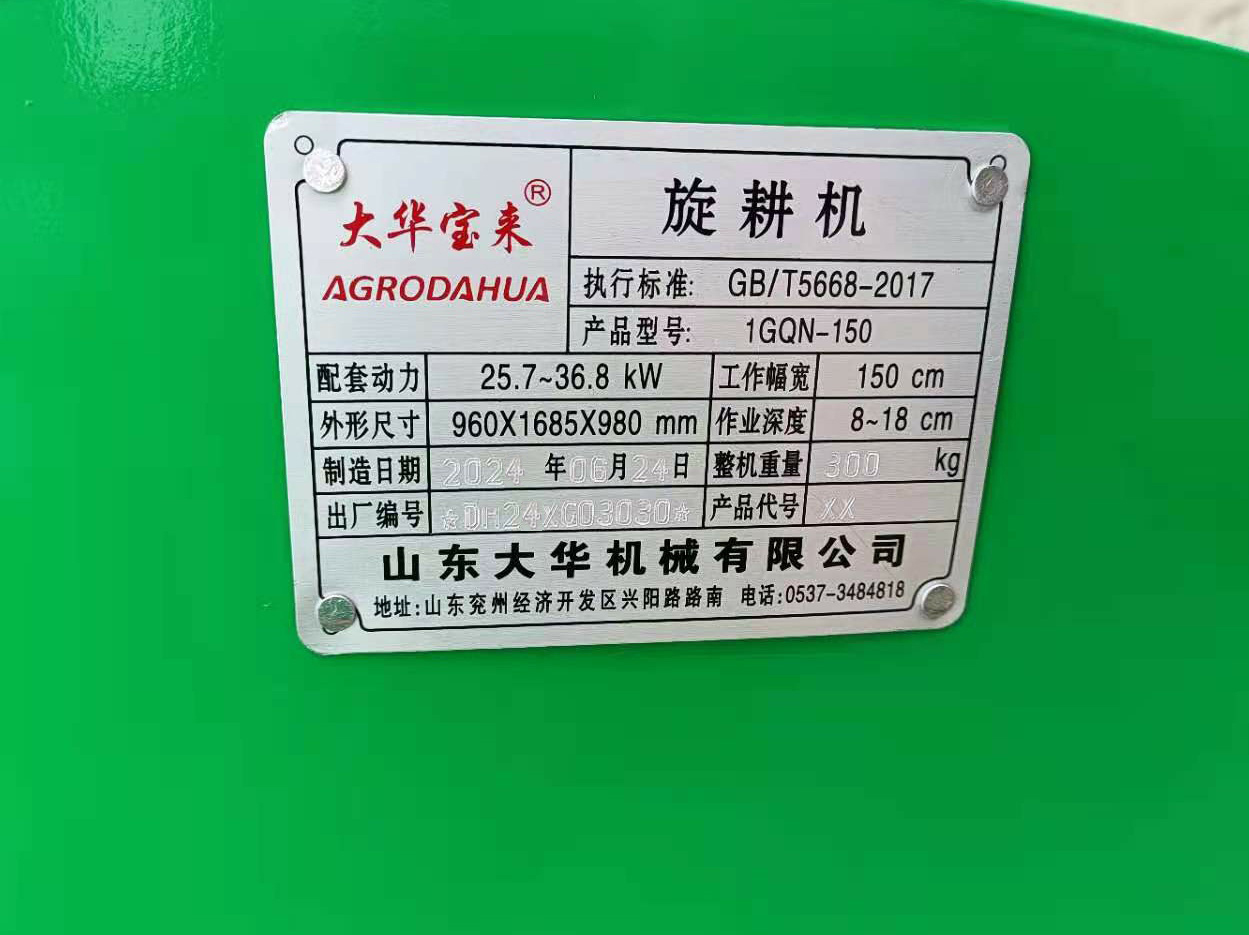 大华宝来®
AGRODAHUA
旋耕机
执行标准: GB/T5668-2017
产品型号: 1GQN-150
配套动力 25.7~36.8 kW 工作幅宽 150 cm
外形尺寸 960X1685X980 mm 作业深度 8~18 cm
制造日期 2024 年 06 月 24 日 整机重量 300 kg
出厂编号 ☆DH24XG03030☆ 产品代号 XX
山东大华机械有限公司
地址:山东兖州经济开发区兴阳路路南 电话:0537-3484818